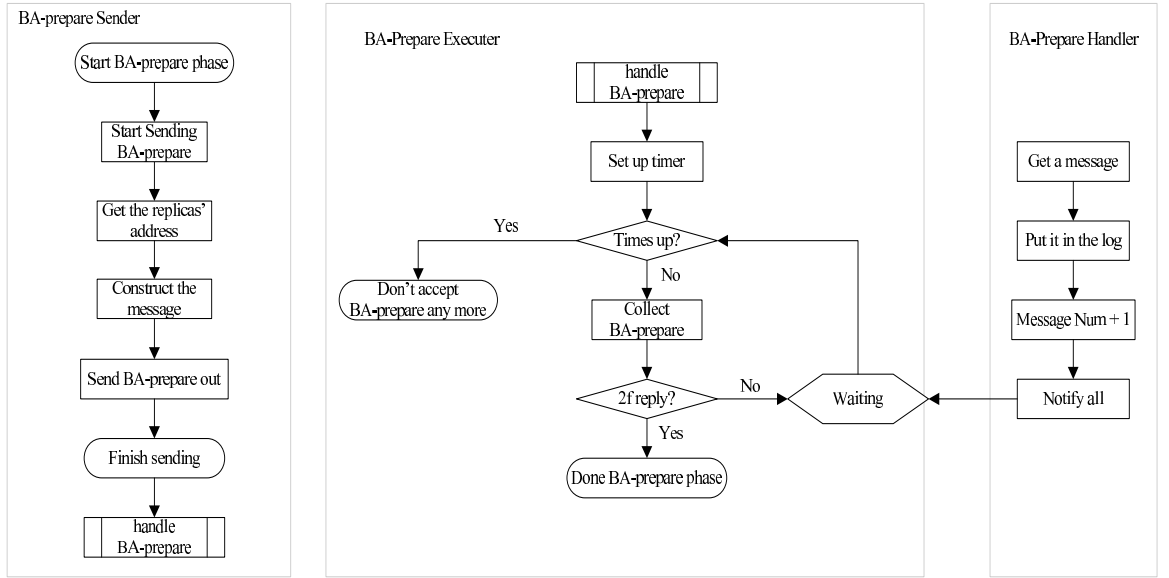 BA-prepare Sender
Start BA-prepare phase
Start Sending
BA-prepare
Get the replicas'
address
Construct the
message
Send BA-prepare out
Finish sending
handle
BA-prepare
BA-Prepare Executer
handle
BA-prepare
Set up timer
Times up?
Yes
Don't accept
BA-prepare any more
No
Collect
BA-prepare
2f reply?
No
Waiting
Yes
Done BA-prepare phase
BA-Prepare Handler
Get a message
Put it in the log
Message Num + 1
Notify all